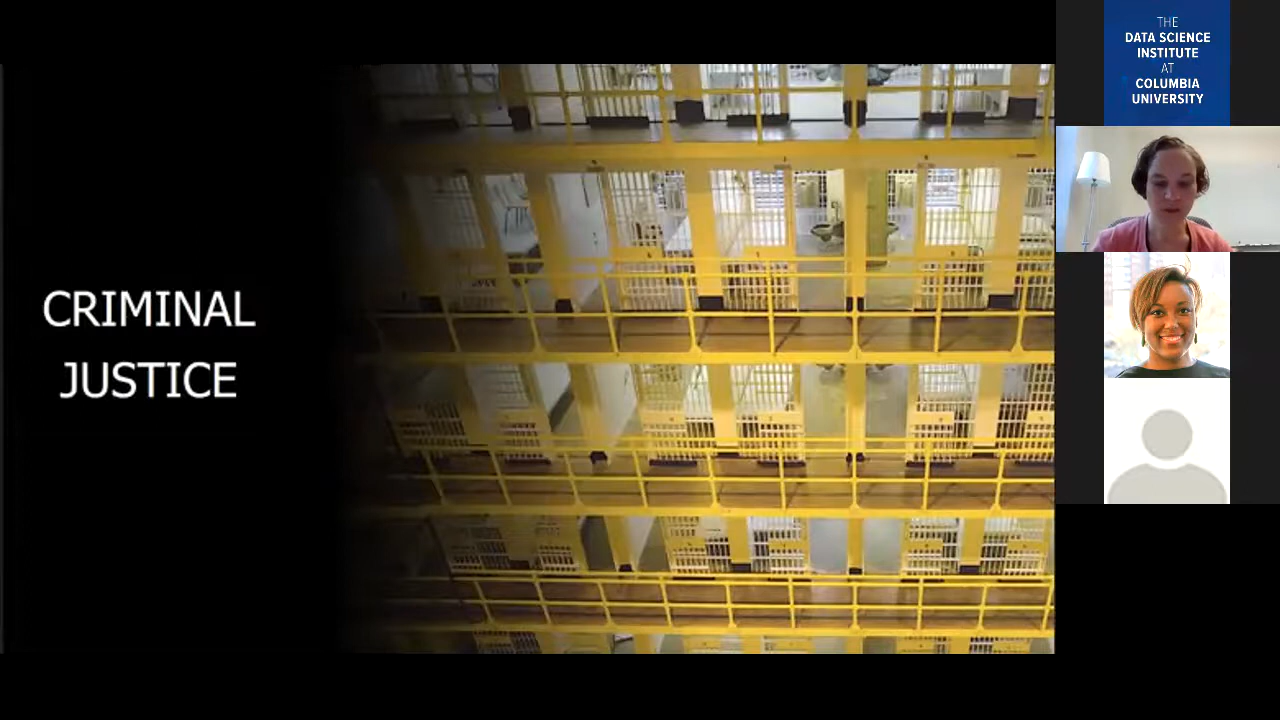 CRIMINAL
JUSTICE
THE
DATA SCIENCE
INSTITUTE
AT
COLUMBIA
UNIVERSITY